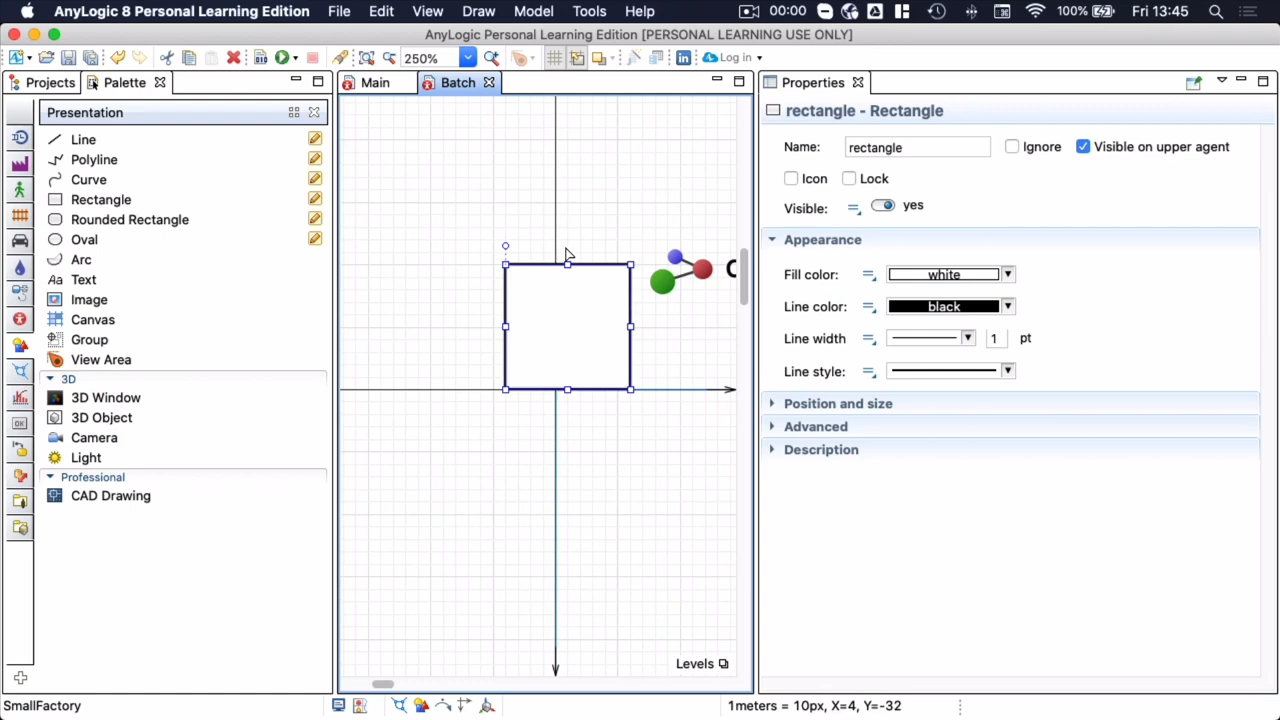 AnyLogic 8 Personal Learning Edition File Edit View Draw Model Tools Help 00:00 100% Fri 13:45
AnyLogic Personal Learning Edition [PERSONAL LEARNING USE ONLY]
250% Log in
Projects Palette Main Batch Properties
Presentation
rectangle - Rectangle
Line
Name: rectangle Ignore Visible on upper agent
Polyline
Curve
Icon Lock
Rectangle
Visible: yes
Rounded Rectangle
Oval
Appearance
Arc
Fill color: white
Text
Image
Line color: black
Canvas
Group
Line width 1 pt
View Area
Line style:
3D
3D Window
Position and size
3D Object
Advanced
Camera
Description
Light
Professional
CAD Drawing
Levels
SmallFactory
1meters = 10px, X=4, Y=-32